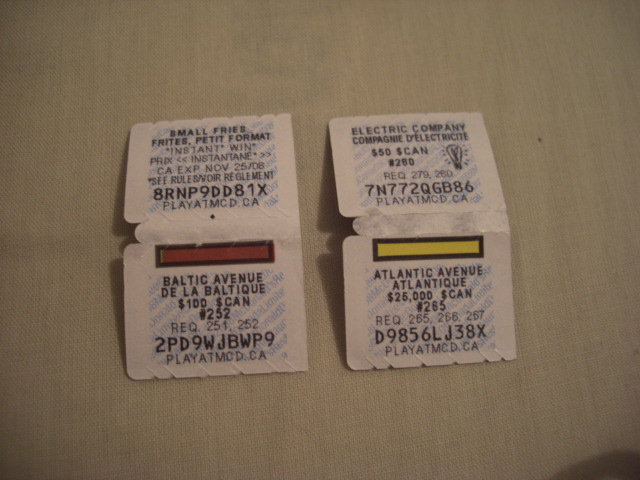 SMALL FRIES
FRITES, PETIT FORMAT
*INSTANT* WIN*
PRIX << INSTANTANÉ* >>
CA EXP NOV 25/08
*SEE RULES/VOIR RÈGLEMENT
8RNP9DD81X
PLAYATMCD.CA
BALTIC AVENUE
DE LA BALTIQUE
$100 $CAN
#252
REQ. 251, 252
2PD9WJBWP9
PLAYATMCD.CA
ELECTRIC COMPANY
COMPAGNIE D'ÉLECTRICITÉ
$50 $CAN
#280
REQ. 279, 280
7N772QGB86
PLAYATMCD.CA
ATLANTIC AVENUE
ATLANTIQUE
$25,000 $CAN
#265
REQ. 265, 266, 267
D9856LJ38X
PLAYATMCD.CA